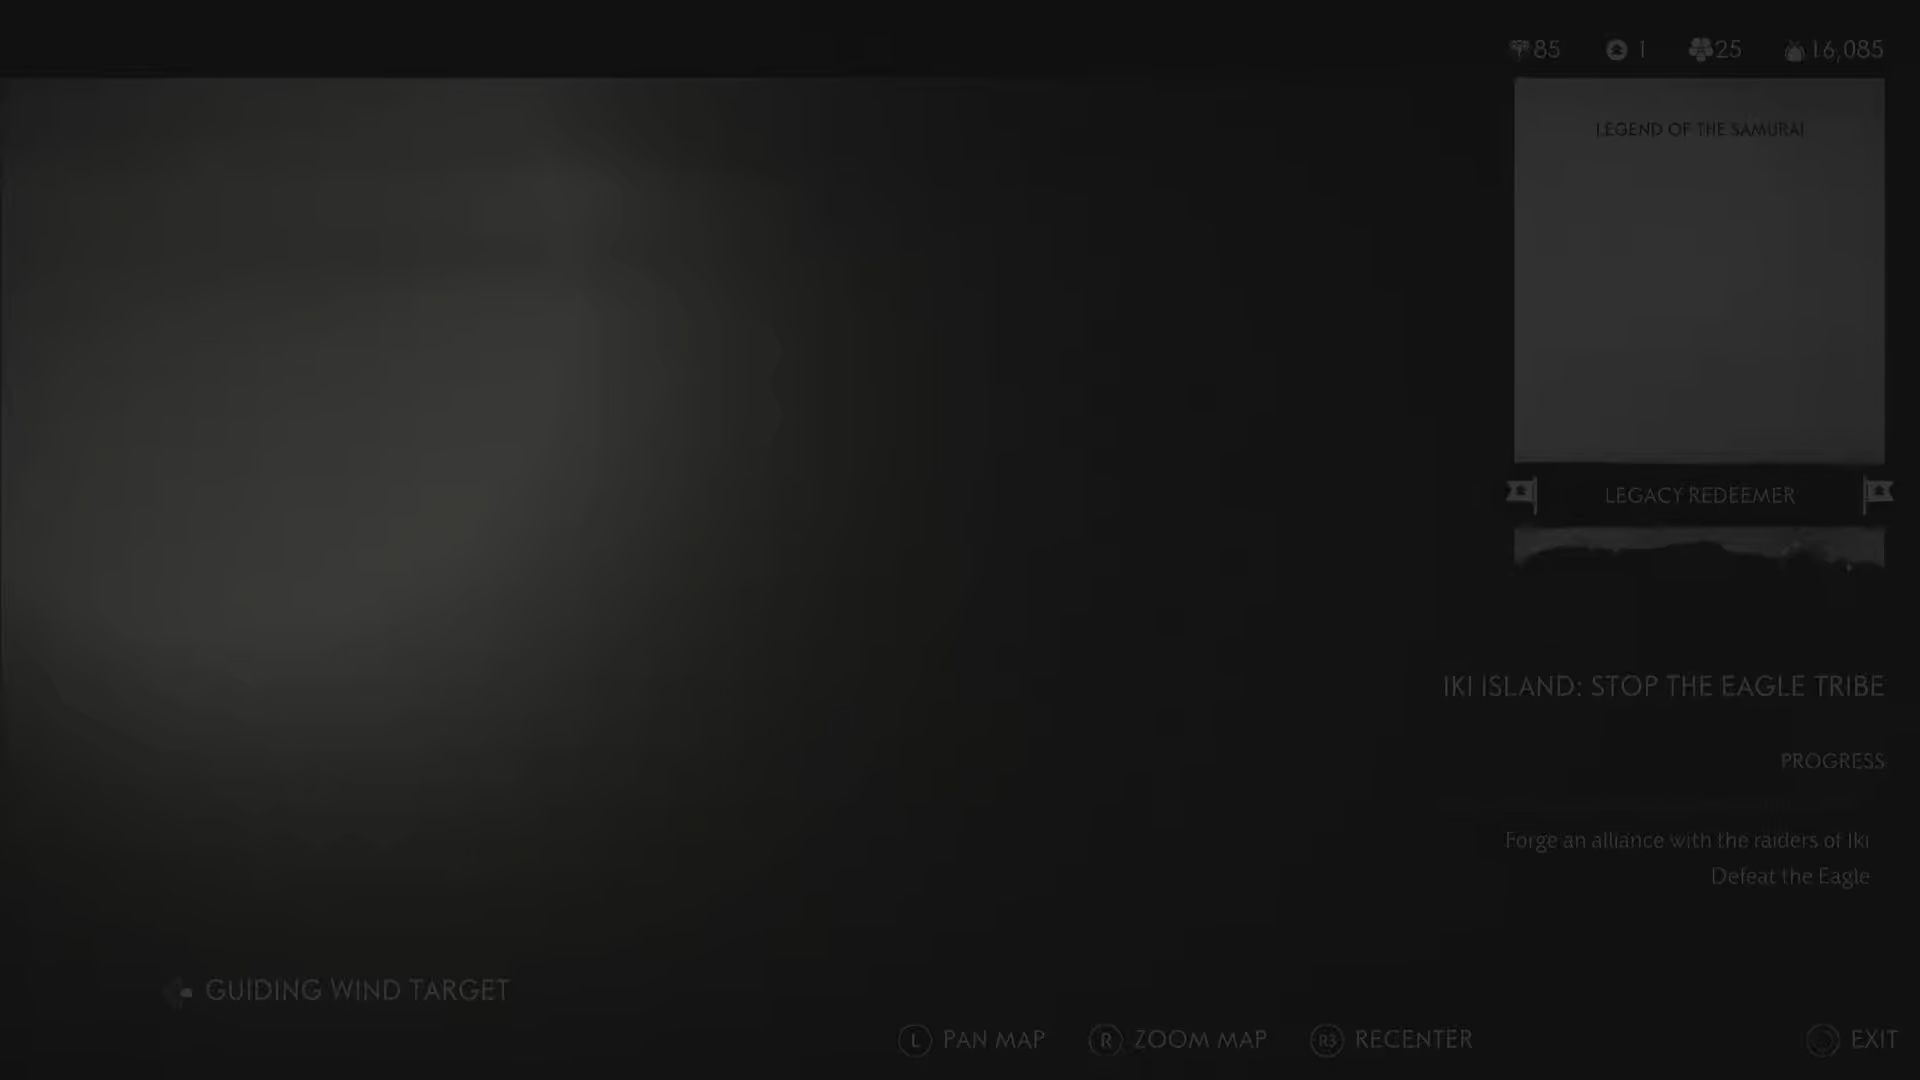 85 1 25 16,085
LEGEND OF THE SAMURAI
LEGACY REDEEMER
IKI ISLAND: STOP THE EAGLE TRIBE
PROGRESS
Forge an alliance with the raiders of Iki
Defeat the Eagle
GUIDING WIND TARGET
L PAN MAP R ZOOM MAP R3 RECENTER EXIT